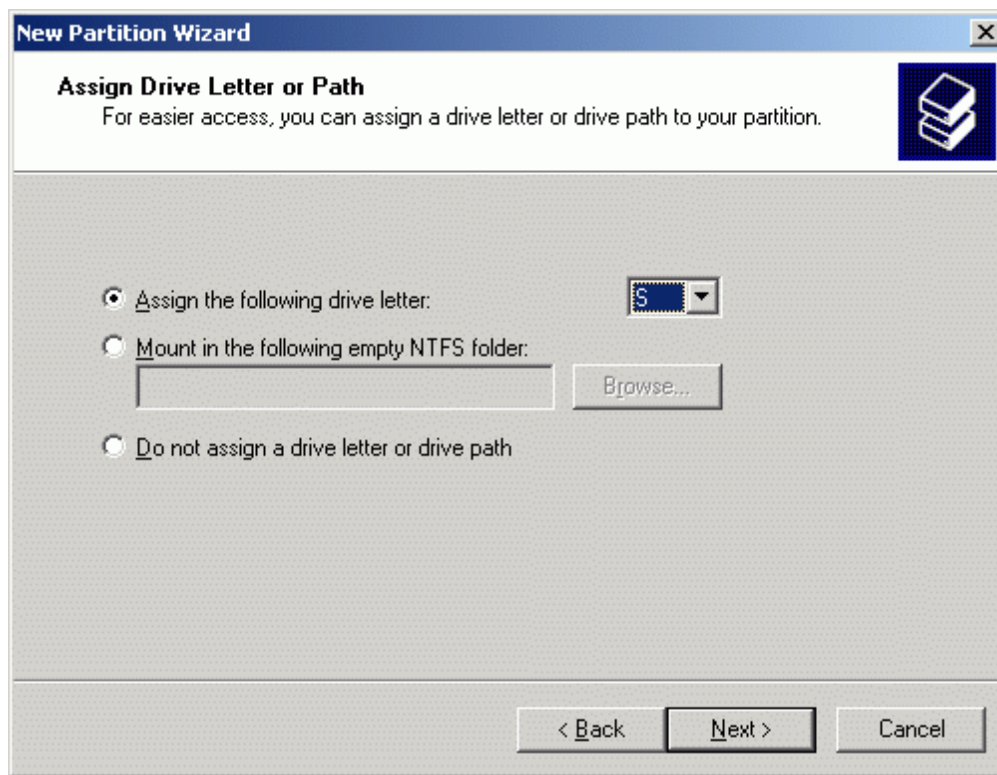 New Partition Wizard
Assign Drive Letter or Path
For easier access, you can assign a drive letter or drive path to your partition.
Assign the following drive letter: S
Mount in the following empty NTFS folder:
Browse...
Do not assign a drive letter or drive path
< Back Next > Cancel